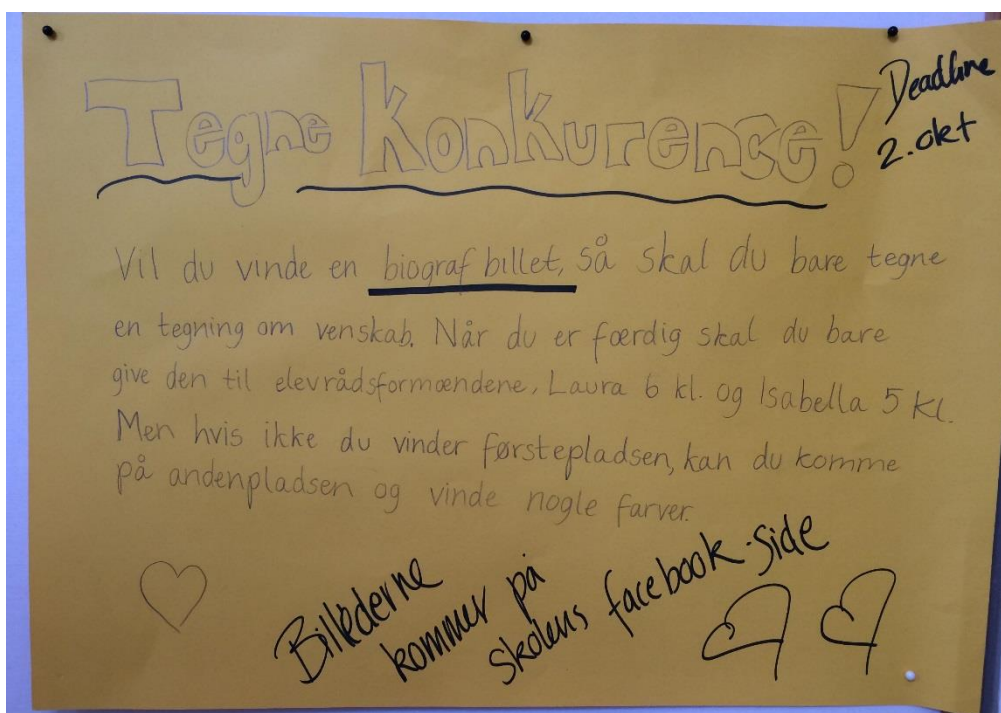 Tegne Konkurence!
Deadline
2. okt
Vil du vinde en biograf billet, så skal du bare tegne
en tegning om venskab. Når du er færdig skal du bare
give den til elevrådsformændene, Laura 6 kl. og Isabella 5 kl.
Men hvis ikke du vinder førstepladsen, kan du komme
på andenpladsen og vinde nogle farver.
Billederne
kommer på
skolens facebook-side